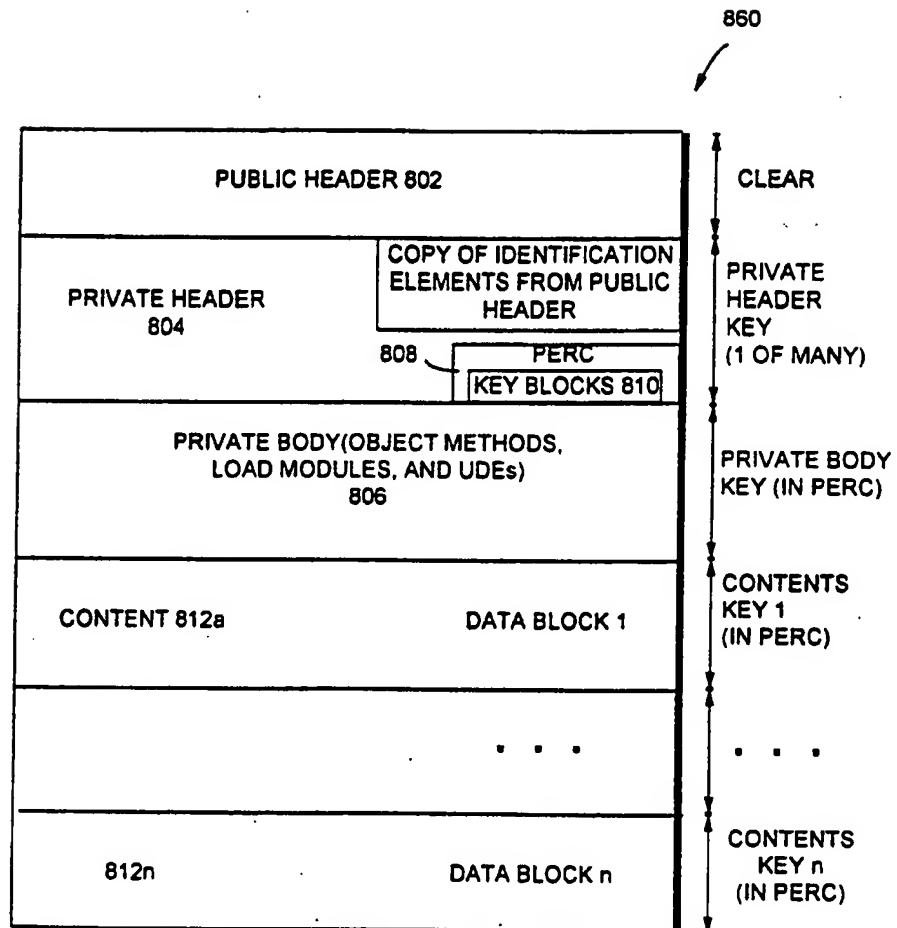 860
PUBLIC HEADER 802
CLEAR
COPY OF IDENTIFICATION
ELEMENTS FROM PUBLIC
HEADER
PRIVATE HEADER
804
PRIVATE
HEADER
KEY
(1 OF MANY)
808
PERC
KEY BLOCKS 810
PRIVATE BODY(OBJECT METHODS,
LOAD MODULES, AND UDEs)
806
PRIVATE BODY
KEY (IN PERC)
CONTENT 812a
DATA BLOCK 1
CONTENTS
KEY 1
(IN PERC)
. . .
. . .
812n
DATA BLOCK n
CONTENTS
KEY n
(IN PERC)